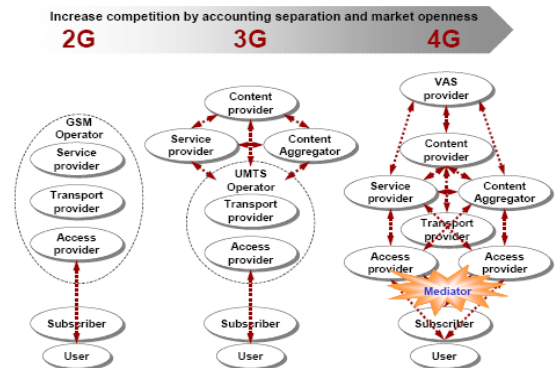 Increase competition by accounting separation and market openness
2G
3G
4G
GSM
Operator
Service
provider
Transport
provider
Access
provider
Subscriber
User
Content
provider
Service
provider
Content
Aggregator
UMTS
Operator
Transport
provider
Access
provider
Subscriber
User
VAS
provider
Content
provider
Service
provider
Content
Aggregator
Transport
provider
Access
provider
Access
provider
Mediator
Subscriber
User